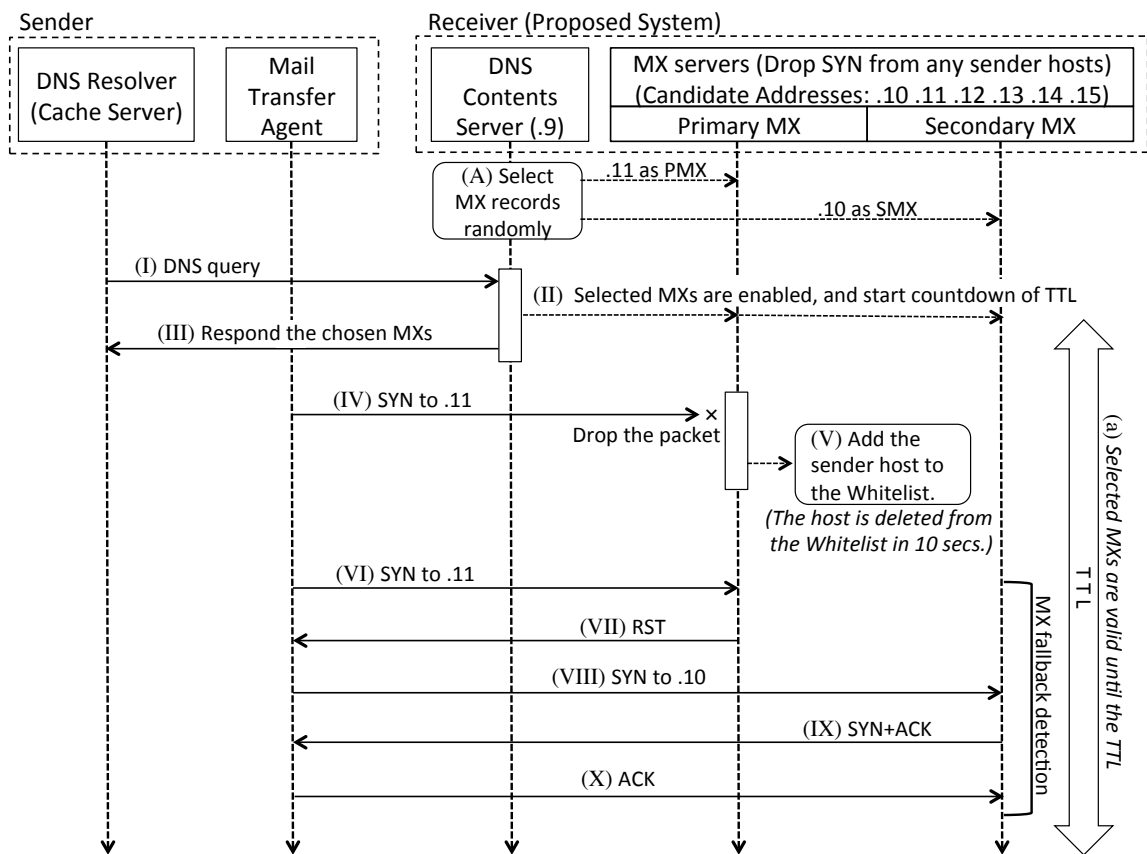 Sender
Receiver (Proposed System)
DNS Resolver
(Cache Server)
Mail
Transfer
Agent
DNS
Contents
Server (.9)
MX servers (Drop SYN from any sender hosts)
(Candidate Addresses: .10 .11 .12 .13 .14 .15)
Primary MX
Secondary MX
(A) Select
MX records
randomly
.11 as PMX
.10 as SMX
(I) DNS query
(II) Selected MXs are enabled, and start countdown of TTL
(III) Respond the chosen MXs
(IV) SYN to .11
×
Drop the packet
(V) Add the
sender host to
the Whitelist.
(The host is deleted from
the Whitelist in 10 secs.)
(VI) SYN to .11
(VII) RST
(VIII) SYN to .10
(IX) SYN+ACK
(X) ACK
MX fallback detection
TTL
(a) Selected MXs are valid until the TTL